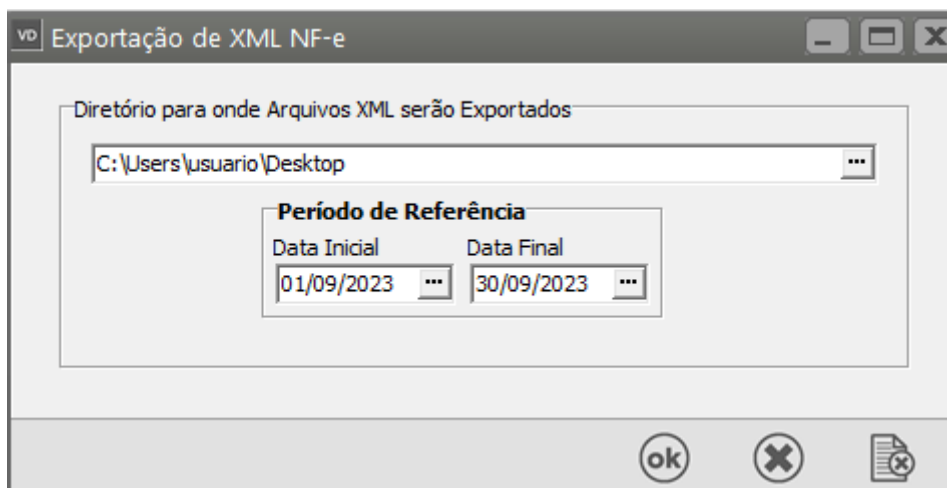 VD Exportação de XML NF-e
Diretório para onde Arquivos XML serão Exportados
C:\Users\usuario\Desktop ...
Período de Referência
Data Inicial Data Final
01/09/2023 ... 30/09/2023 ...
ok